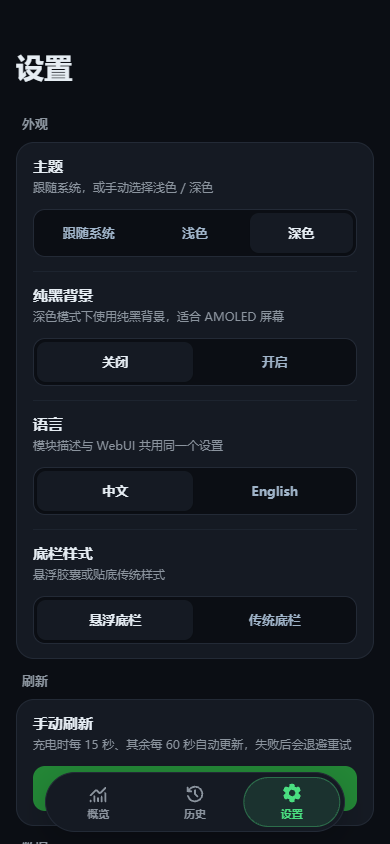 设置
外观
主题
跟随系统，或手动选择浅色 / 深色
跟随系统 浅色 深色
纯黑背景
深色模式下使用纯黑背景，适合 AMOLED 屏幕
关闭 开启
语言
模块描述与 WebUI 共用同一个设置
中文 English
底栏样式
悬浮胶囊或贴底传统样式
悬浮底栏 传统底栏
刷新
手动刷新
充电时每 15 秒、其余每 60 秒自动更新，失败后会退避重试
概览 历史 设置